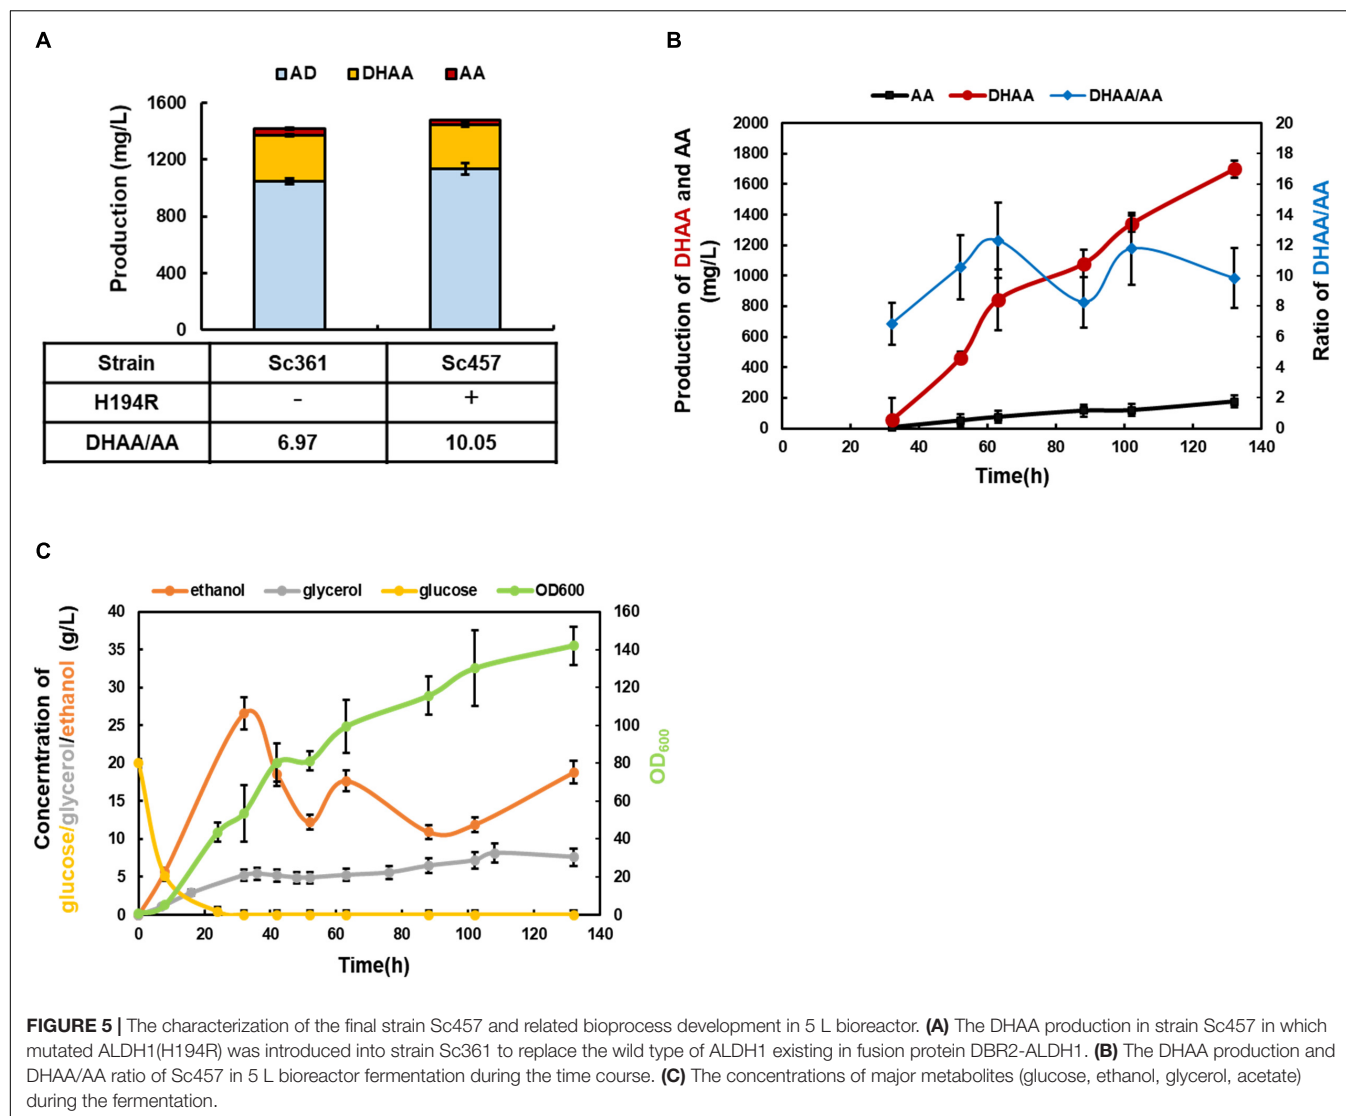 A
AD DHAA AA
Production (mg/L)
1600
1200
800
400
0
Strain Sc361 Sc457
H194R - +
DHAA/AA 6.97 10.05
B
AA DHAA DHAA/AA
Production of DHAA and AA
(mg/L)
2000
1800
1600
1400
1200
1000
800
600
400
200
0
20
18
16
14
12
10
8
6
4
2
0
Ratio of DHAA/AA
0 20 40 60 80 100 120 140
Time(h)
C
ethanol glycerol glucose OD600
Concerntration of
glucose/glycerol/ethanol (g/L)
40
35
30
25
20
15
10
5
0
160
140
120
100
80
60
40
20
0
OD600
0 20 40 60 80 100 120 140
Time(h)
FIGURE 5 | The characterization of the final strain Sc457 and related bioprocess development in 5 L bioreactor. (A) The DHAA production in strain Sc457 in which
mutated ALDH1(H194R) was introduced into strain Sc361 to replace the wild type of ALDH1 existing in fusion protein DBR2-ALDH1. (B) The DHAA production and
DHAA/AA ratio of Sc457 in 5 L bioreactor fermentation during the time course. (C) The concentrations of major metabolites (glucose, ethanol, glycerol, acetate)
during the fermentation.